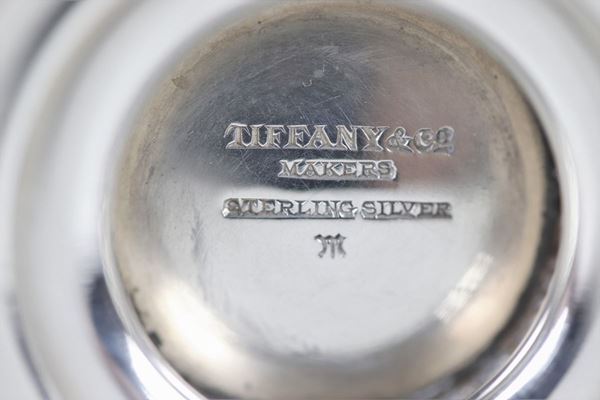 TIFFANY & CO
MAKERS
STERLING SILVER
M